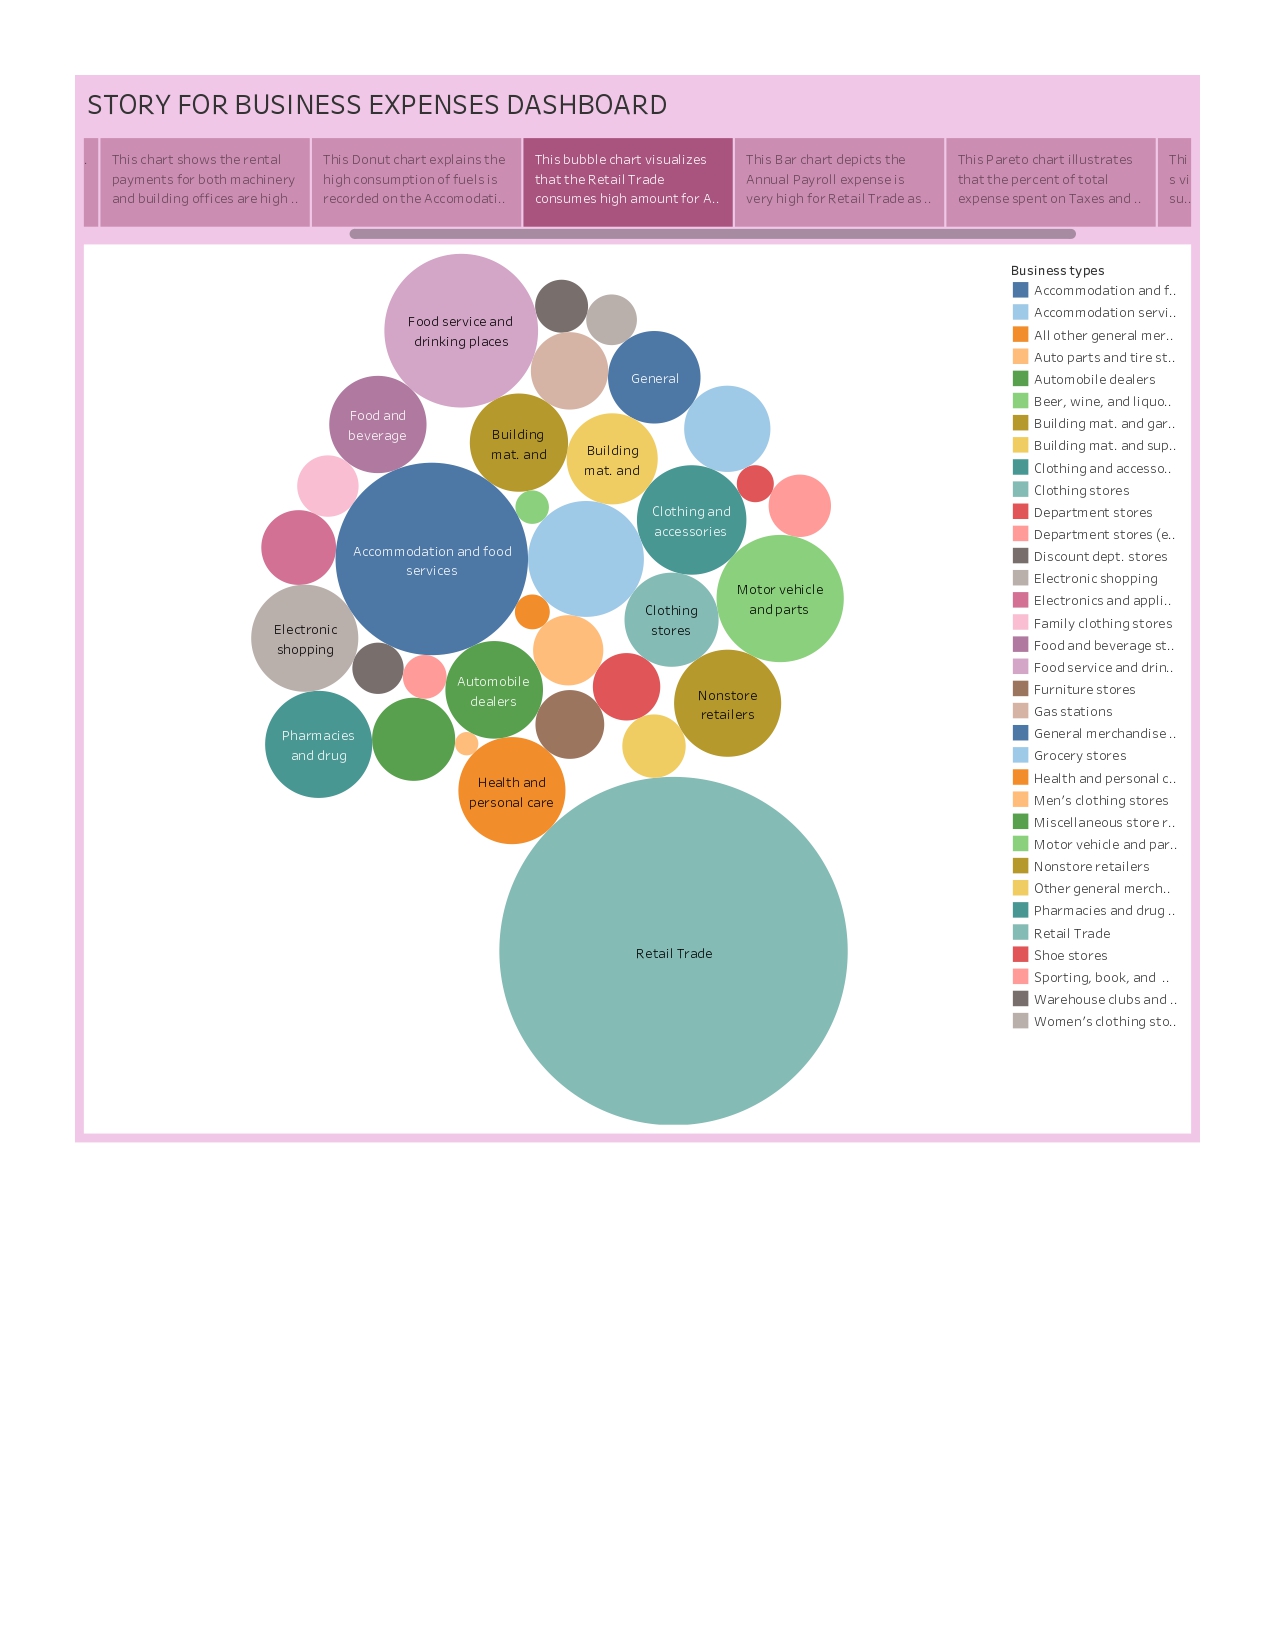 STORY FOR BUSINESS EXPENSES DASHBOARD
.
This chart shows the rental
payments for both machinery
and building offices are high ..
This Donut chart explains the
high consumption of fuels is
recorded on the Accomodati..
This bubble chart visualizes
that the Retail Trade
consumes high amount for A..
This Bar chart depicts the
Annual Payroll expense is
very high for Retail Trade as ..
This Pareto chart illustrates
that the percent of total
expense spent on Taxes and ..
Thi
s vi
su..
Food service and
drinking places
General
Food and
beverage
Building
mat. and
Building
mat. and
Clothing and
accessories
Accommodation and food
services
Motor vehicle
and parts
Clothing
stores
Electronic
shopping
Automobile
dealers
Nonstore
retailers
Pharmacies
and drug
Health and
personal care
Retail Trade
Business types
Accommodation and f..
Accommodation servi..
All other general mer..
Auto parts and tire st..
Automobile dealers
Beer, wine, and liquo..
Building mat. and gar..
Building mat. and sup..
Clothing and accesso..
Clothing stores
Department stores
Department stores (e..
Discount dept. stores
Electronic shopping
Electronics and appli..
Family clothing stores
Food and beverage st..
Food service and drin..
Furniture stores
Gas stations
General merchandise ..
Grocery stores
Health and personal c..
Men’s clothing stores
Miscellaneous store r..
Motor vehicle and par..
Nonstore retailers
Other general merch..
Pharmacies and drug ..
Retail Trade
Shoe stores
Sporting, book, and ..
Warehouse clubs and ..
Women’s clothing sto..